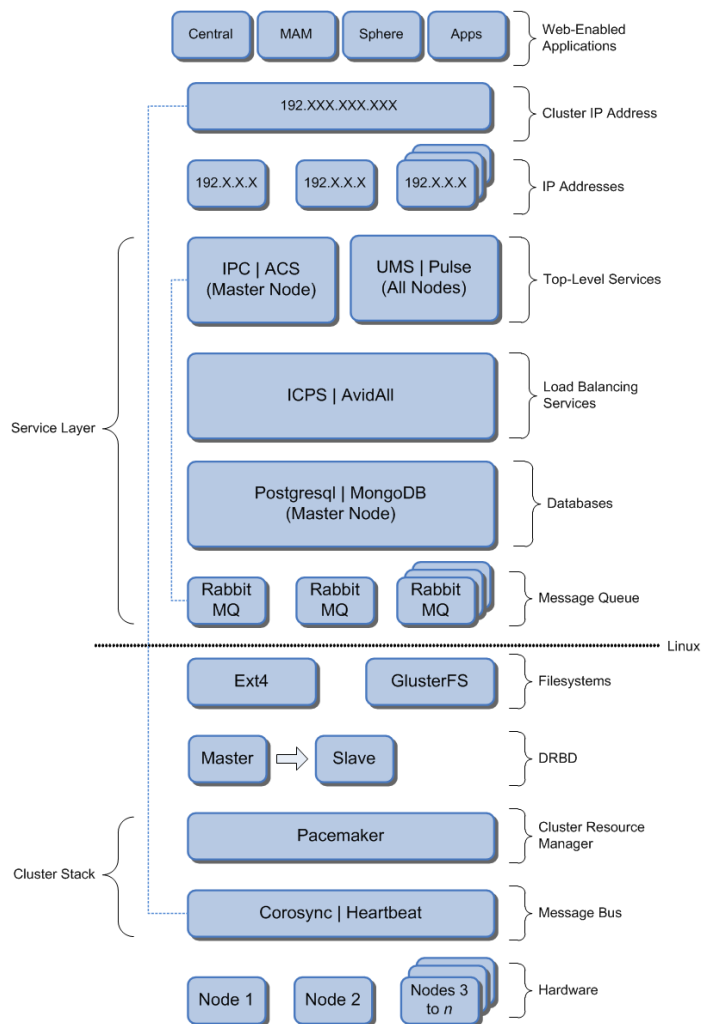 Central
MAM
Sphere
Apps
Web-Enabled
Applications
192.XXX.XXX.XXX
Cluster IP Address
192.X.X.X
192.X.X.X
192.X.X.X
IP Addresses
IPC | ACS
(Master Node)
UMS | Pulse
(All Nodes)
Top-Level Services
ICPS | AvidAll
Load Balancing
Services
Service Layer
Postgresql | MongoDB
(Master Node)
Databases
Rabbit
MQ
Rabbit
MQ
Rabbit
MQ
Message Queue
Linux
Ext4
GlusterFS
Filesystems
Master
Slave
DRBD
Pacemaker
Cluster Resource
Manager
Cluster Stack
Corosync | Heartbeat
Message Bus
Node 1
Node 2
Nodes 3
to n
Hardware